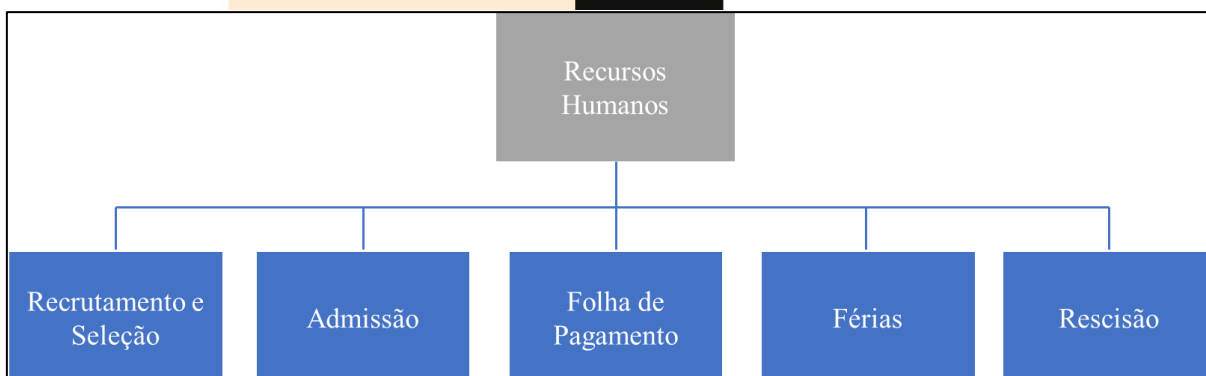 Recursos
Humanos
Recrutamento e
Seleção
Admissão
Folha de
Pagamento
Férias
Rescisão